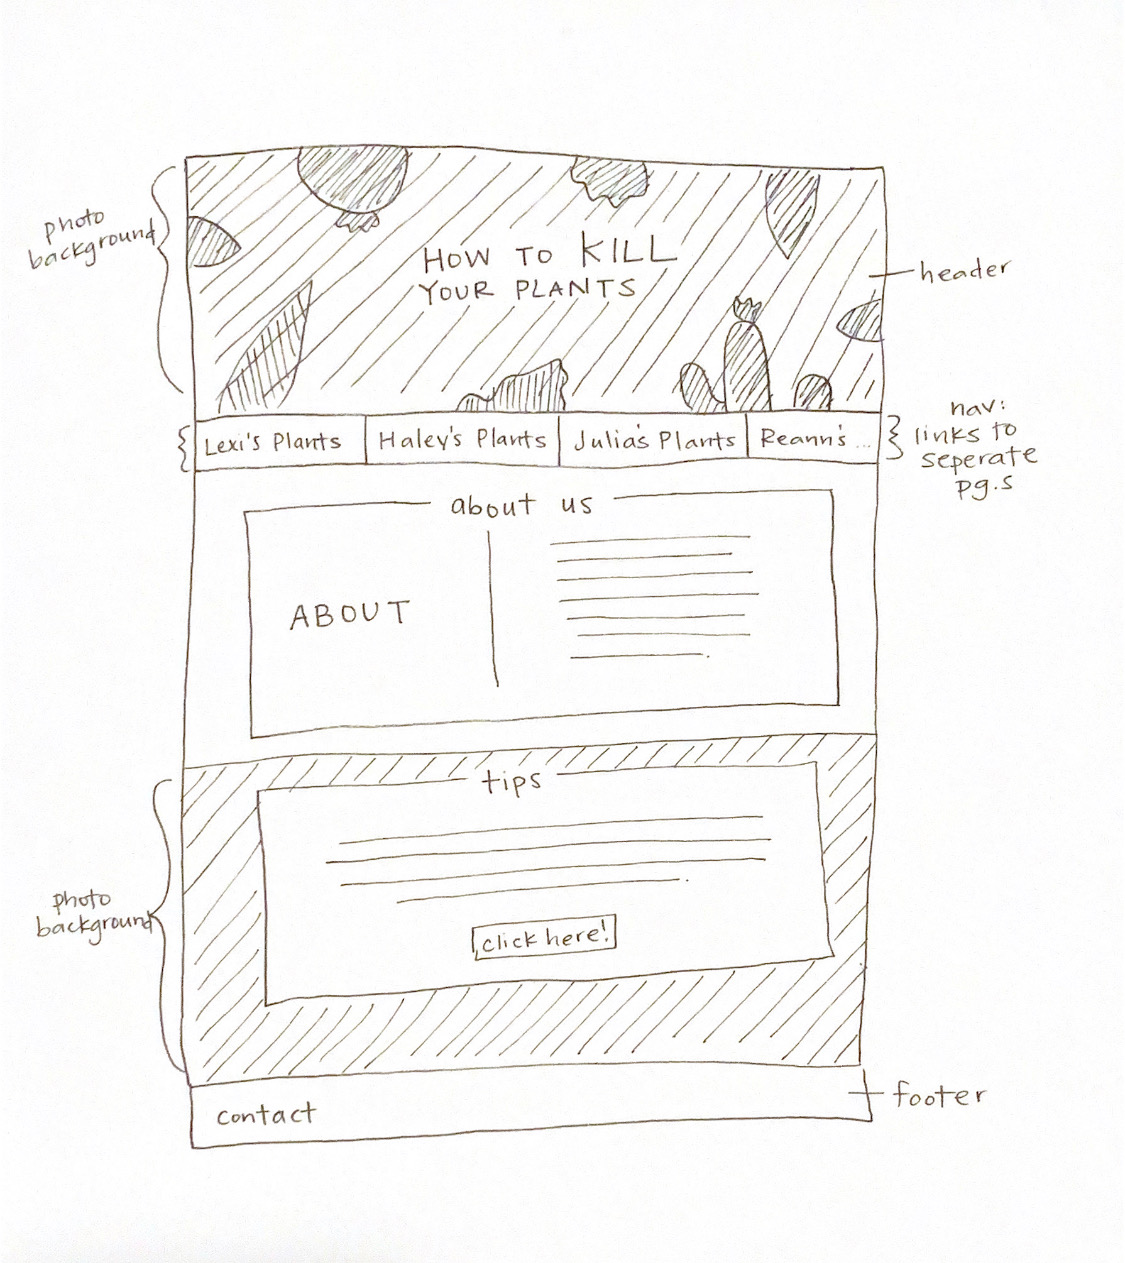 photo
background
HOW TO KILL
YOUR PLANTS
header
Lexi's Plants
Haley's Plants
Julia's Plants
Reann's ...
nav:
links to
seperate
pg.s
about us
ABOUT
tips
click here!
photo
background
contact
footer